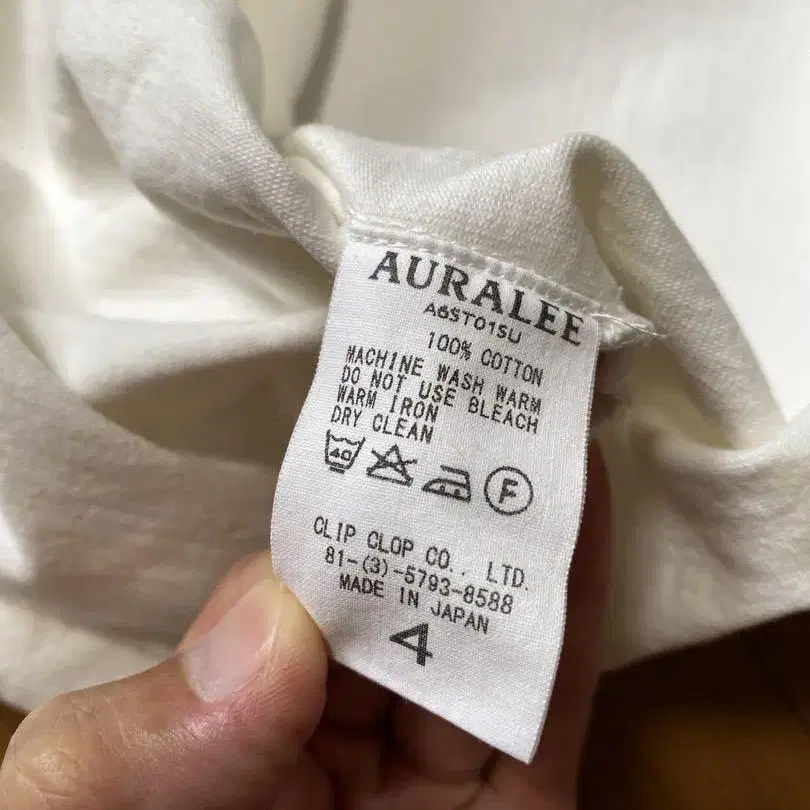 AURALEE
A6ST01SU
100% COTTON
MACHINE WASH WARM
DO NOT USE BLEACH
WARM IRON
DRY CLEAN
40
F
CLIP CLOP CO., LTD.
81-(3)-5793-8588
MADE IN JAPAN
4